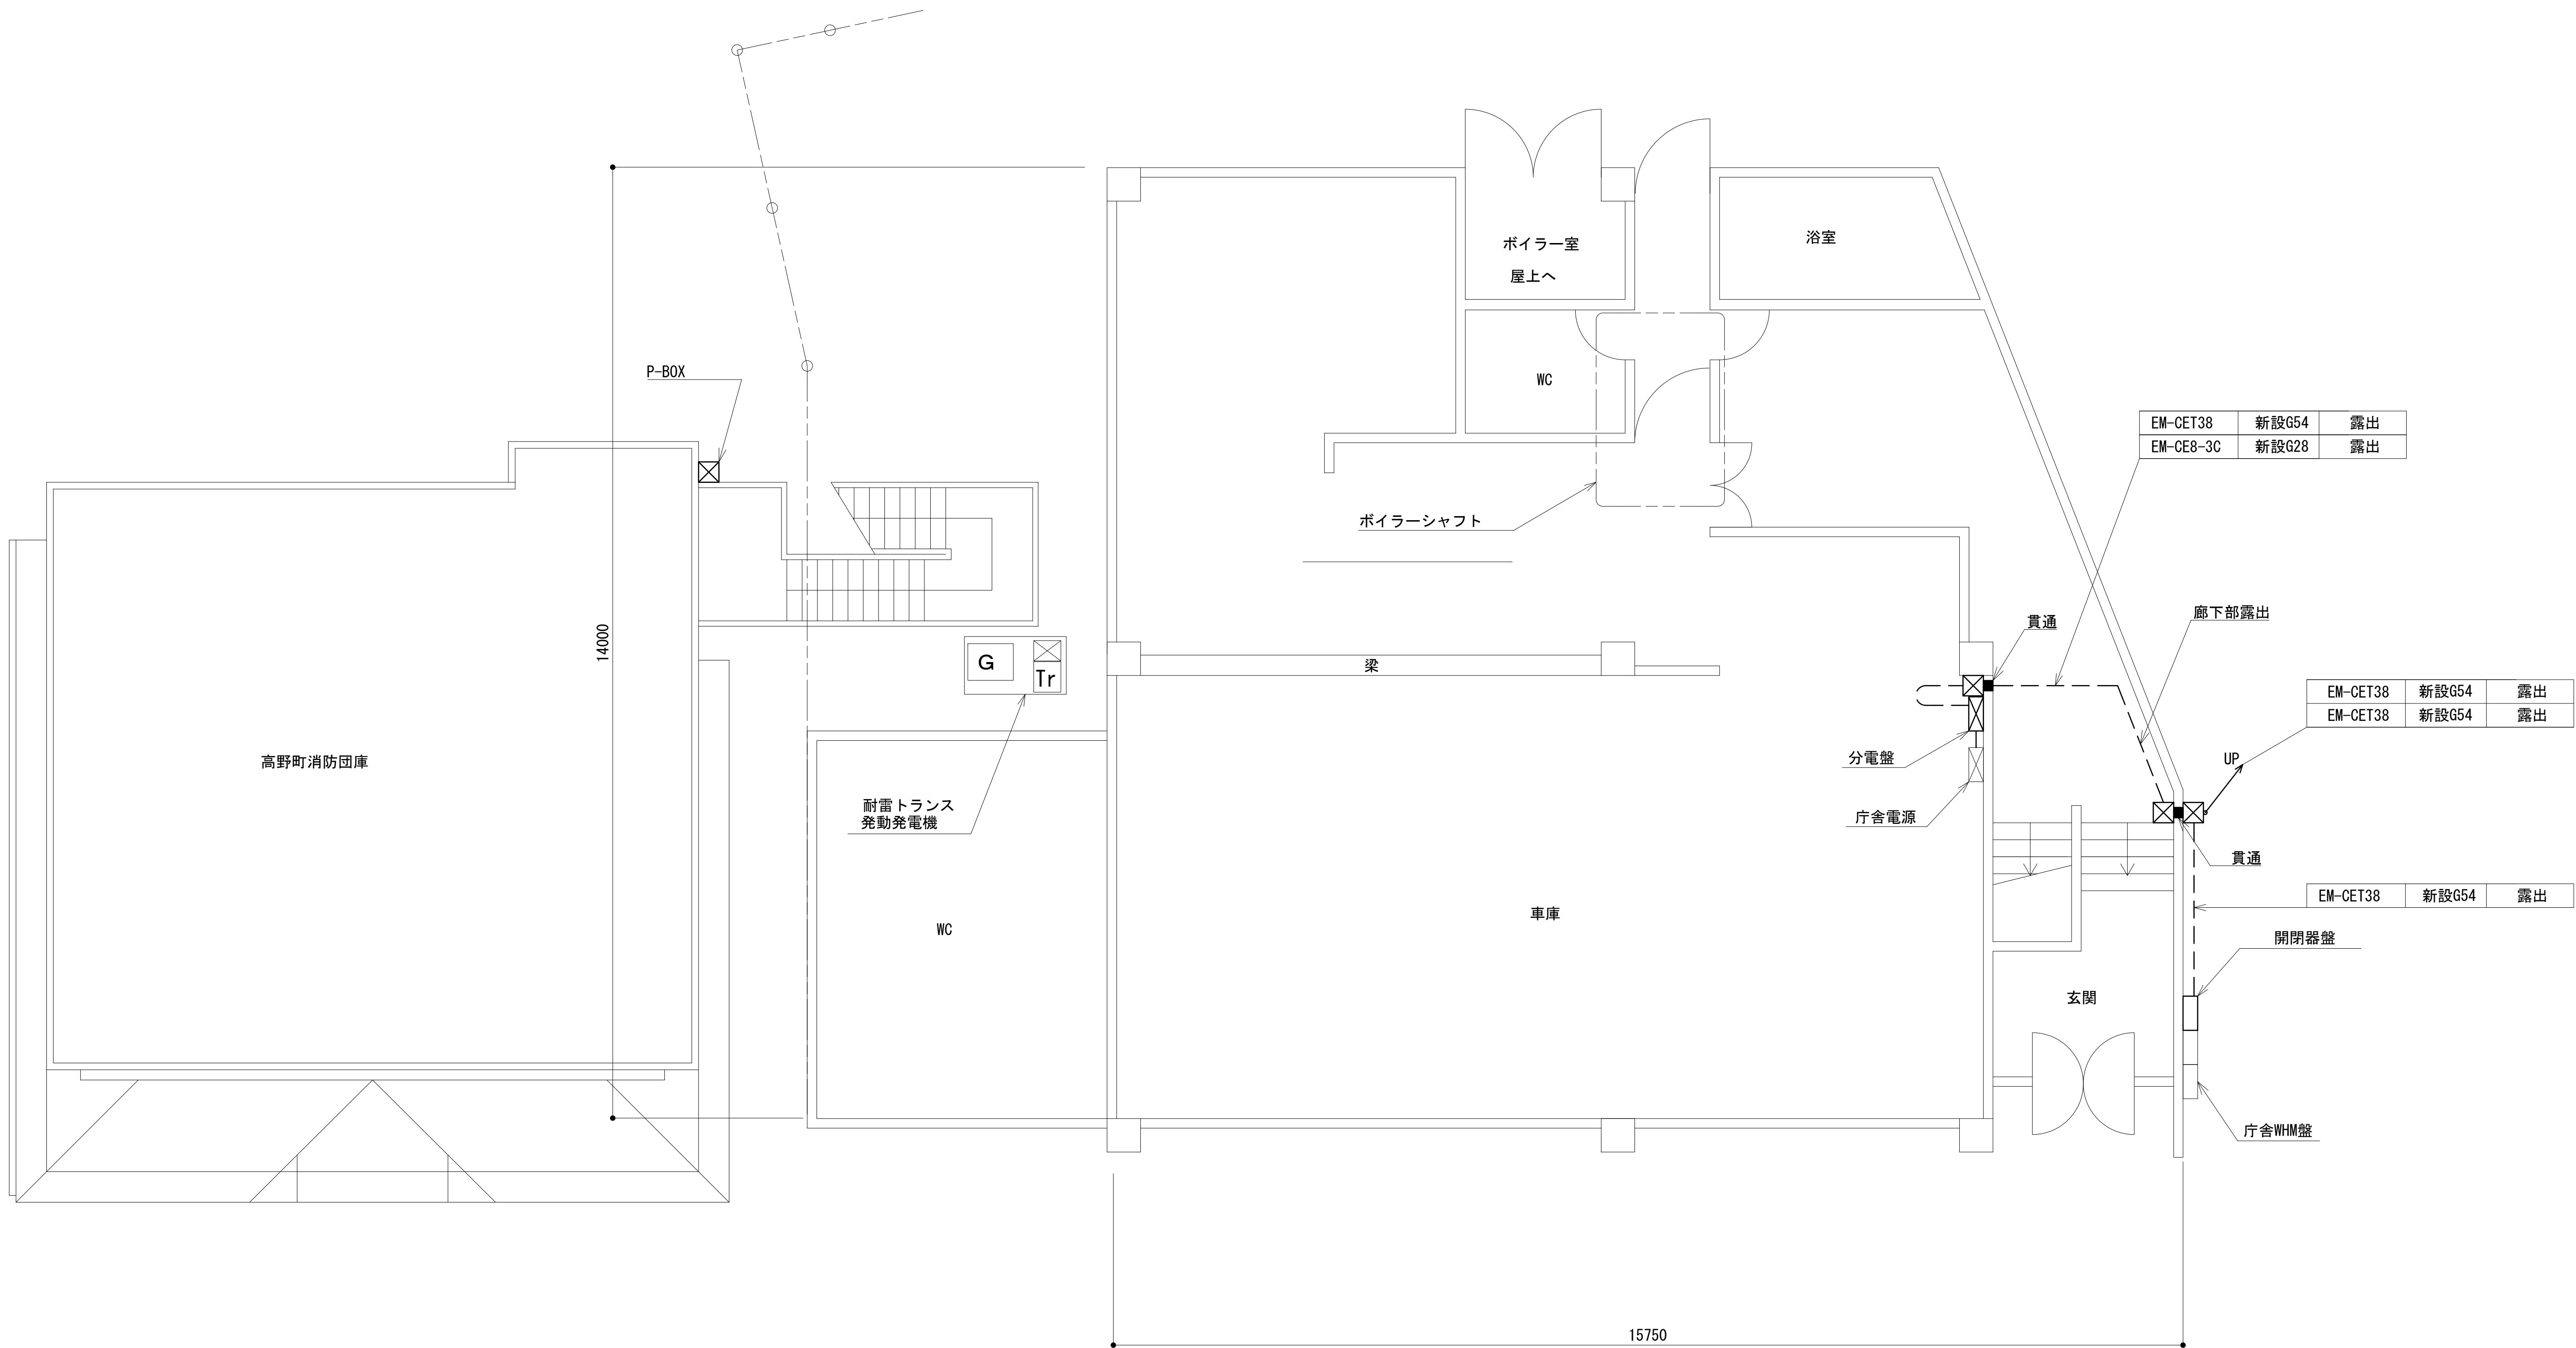 ボイラー室
屋上へ
浴室
P-BOX
WC
EM-CET38 新設G54 露出
EM-CE8-3C 新設G28 露出
ボイラーシャフト
14000
貫通
廊下部露出
G
Tr
梁
EM-CET38 新設G54 露出
EM-CET38 新設G54 露出
UP
高野町消防団庫
分電盤
耐雷トランス
発動発電機
庁舎電源
貫通
EM-CET38 新設G54 露出
車庫
WC
開閉器盤
玄関
庁舎WHM盤
15750